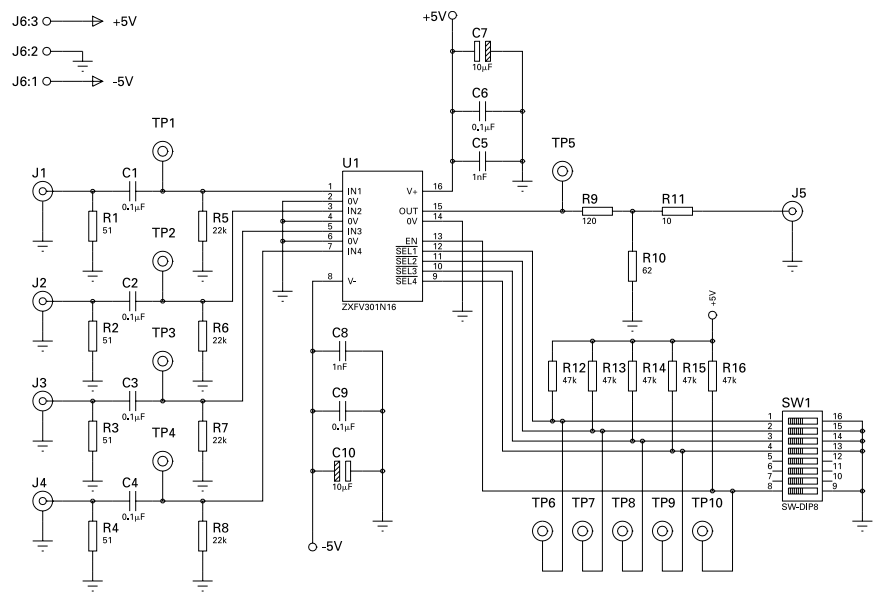 J6:3 +5V
J6:2
J6:1 -5V
+5V
C7
10µF
C6
0.1µF
C5
1nF
TP1
TP5
J1
C1
0.1µF
R1
51
R5
22k
U1
1 IN1
2 0V
3 IN2
4 0V
5 IN3
6 0V
7 IN4
8 V-
V+ 16
OUT 15
0V 14
EN 13
SEL1 12
SEL2 11
SEL3 10
SEL4 9
ZXFV301N16
R9
120
R11
10
J5
R10
62
TP2
J2
C2
0.1µF
R2
51
R6
22k
TP3
J3
C3
0.1µF
R3
51
R7
22k
TP4
J4
C4
0.1µF
R4
51
R8
22k
C8
1nF
C9
0.1µF
C10
10µF
-5V
+5V
R12
47k
R13
47k
R14
47k
R15
47k
R16
47k
SW1
1 16
2 15
3 14
4 13
5 12
6 11
7 10
8 9
SW-DIP8
TP6 TP7 TP8 TP9 TP10